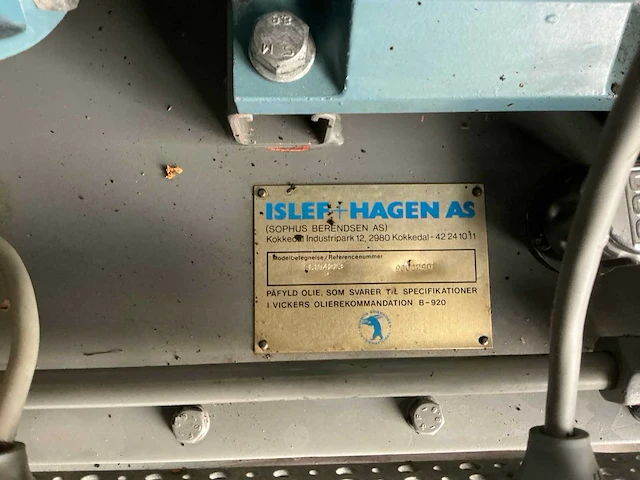 ISLEF+HAGEN AS
(SOPHUS BERENDSEN AS)
Kokkedal Industripark 12, 2980 Kokkedal-42 24 10 11
Modelbetegnelse/Referencenummer
PÅFYLD OLIE, SOM SVARER TIL SPECIFIKATIONER
I VICKERS OLIEREKOMMANDATION B-920